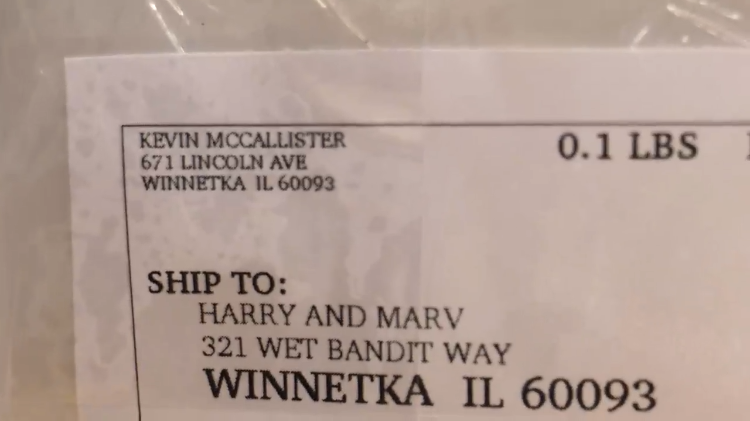 KEVIN MCCALLISTER
671 LINCOLN AVE
WINNETKA IL 60093
0.1 LBS
SHIP TO:
HARRY AND MARV
321 WET BANDIT WAY
WINNETKA IL 60093